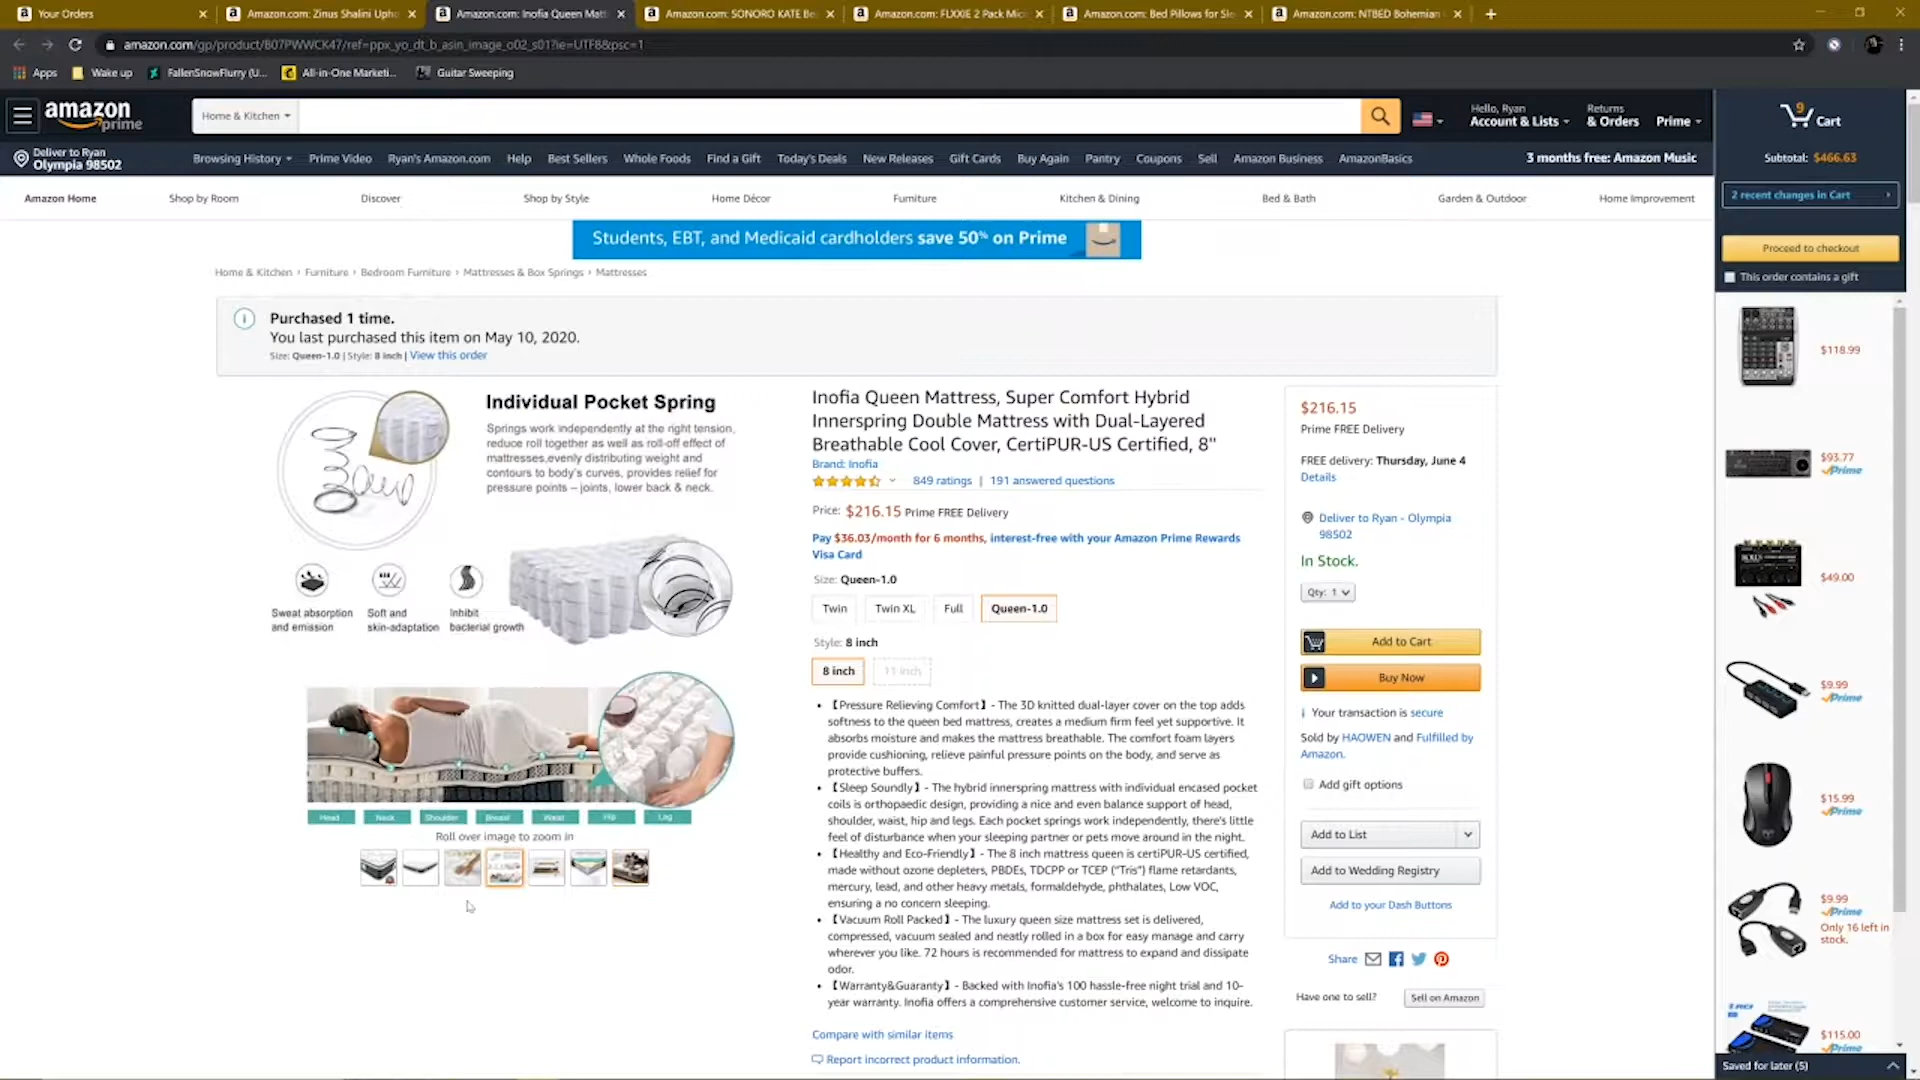 Your Orders
Amazon.com: Zinus Shalini Uph
Amazon.com: Inofia Queen Matt
Amazon.com: SONORO KATE Be
Amazon.com: FLXXIE 2 Pack Mic
Amazon.com: Bed Pillows for Sle
Amazon.com: NTBED Bohemian
amazon.com/gp/product/B07PWWCK47/ref=ppx_yo_dt_b_asin_image_o02_s01?ie=UTF8&psc=1
Apps
Wake up
FallenSnowFlurry (U...
All-in-One Marketi...
Guitar Sweeping
amazon prime
Home & Kitchen
Hello, Ryan
Account & Lists
Returns
& Orders
Prime
9
Cart
Deliver to Ryan
Olympia 98502
Browsing History
Prime Video
Ryan's Amazon.com
Help
Best Sellers
Whole Foods
Find a Gift
Today's Deals
New Releases
Gift Cards
Buy Again
Pantry
Coupons
Sell
Amazon Business
AmazonBasics
3 months free: Amazon Music
Subtotal: $466.63
2 recent changes in Cart
Proceed to checkout
This order contains a gift
Amazon Home
Shop by Room
Discover
Shop by Style
Home Décor
Furniture
Kitchen & Dining
Bed & Bath
Garden & Outdoor
Home Improvement
Students, EBT, and Medicaid cardholders save 50% on Prime
Home & Kitchen › Furniture › Bedroom Furniture › Mattresses & Box Springs › Mattresses
Purchased 1 time.
You last purchased this item on May 10, 2020.
Size: Queen-1.0 | Style: 8 inch | View this order
Individual Pocket Spring
Springs work independently at the right tension,
reduce roll together as well as roll-off effect of
mattresses,evenly distributing weight and
contours to body's curves, provides relief for
pressure points – joints, lower back & neck.
Sweat absorption
and emission
Soft and
skin-adaptation
Inhibit
bacterial growth
Head
Neck
Shoulder
Breast
Waist
Hip
Leg
Roll over image to zoom in
Inofia Queen Mattress, Super Comfort Hybrid
Innerspring Double Mattress with Dual-Layered
Breathable Cool Cover, CertiPUR-US Certified, 8"
Brand: Inofia
849 ratings | 191 answered questions
Price: $216.15 Prime FREE Delivery
Pay $36.03/month for 6 months, interest-free with your Amazon Prime Rewards
Visa Card
Size: Queen-1.0
Twin
Twin XL
Full
Queen-1.0
Style: 8 inch
8 inch
11 inch
• 【Pressure Relieving Comfort】- The 3D knitted dual-layer cover on the top adds
softness to the queen bed mattress, creates a medium firm feel yet supportive. It
absorbs moisture and makes the mattress breathable. The comfort foam layers
provide cushioning, relieve painful pressure points on the body, and serve as
protective buffers.
• 【Sleep Soundly】- The hybrid innerspring mattress with individual encased pocket
coils is orthopaedic design, providing a nice and even balance support of head,
shoulder, waist, hip and legs. Each pocket springs work independently, there's little
feel of disturbance when your sleeping partner or pets move around in the night.
• 【Healthy and Eco-Friendly】- The 8 inch mattress queen is certiPUR-US certified,
made without ozone depleters, PBDEs, TDCPP or TCEP ("Tris") flame retardants,
mercury, lead, and other heavy metals, formaldehyde, phthalates, Low VOC,
ensuring a no concern sleeping.
• 【Vacuum Roll Packed】- The luxury queen size mattress set is delivered,
compressed, vacuum sealed and neatly rolled in a box for easy manage and carry
wherever you like. 72 hours is recommended for mattress to expand and dissipate
odor.
• 【Warranty&Guaranty】- Backed with Inofia's 100 hassle-free night trial and 10-
year warranty. Inofia offers a comprehensive customer service, welcome to inquire.
Compare with similar items
Report incorrect product information.
$216.15
Prime FREE Delivery
FREE delivery: Thursday, June 4
Details
Deliver to Ryan - Olympia
98502
In Stock.
Qty: 1
Add to Cart
Buy Now
Your transaction is secure
Sold by HAOWEN and Fulfilled by
Amazon.
Add gift options
Add to List
Add to Wedding Registry
Add to your Dash Buttons
Share
Have one to sell?
Sell on Amazon
$118.99
$93.77
Prime
$49.00
$9.99
Prime
$15.99
Prime
$9.99
Prime
Only 16 left in
stock.
$115.00
Prime
Saved for later (5)